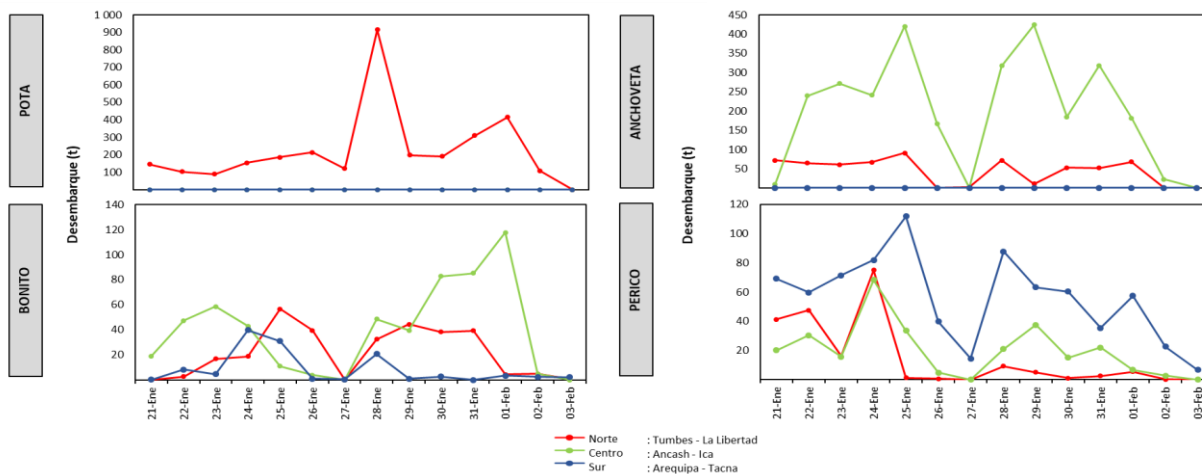 POTA
Desembarque (t)
1 000
900
800
700
600
500
400
300
200
100
ANCHOVETA
Desembarque (t)
450
400
350
300
250
200
150
100
50
BONITO
140
120
100
80
60
40
20
21-Ene
22-Ene
23-Ene
24-Ene
25-Ene
26-Ene
27-Ene
28-Ene
29-Ene
30-Ene
31-Ene
01-Feb
02-Feb
03-Feb
PERICO
120
100
80
60
40
20
21-Ene
22-Ene
23-Ene
24-Ene
25-Ene
26-Ene
27-Ene
28-Ene
29-Ene
30-Ene
31-Ene
01-Feb
02-Feb
03-Feb
Norte : Tumbes - La Libertad
Centro : Ancash - Ica
Sur : Arequipa - Tacna